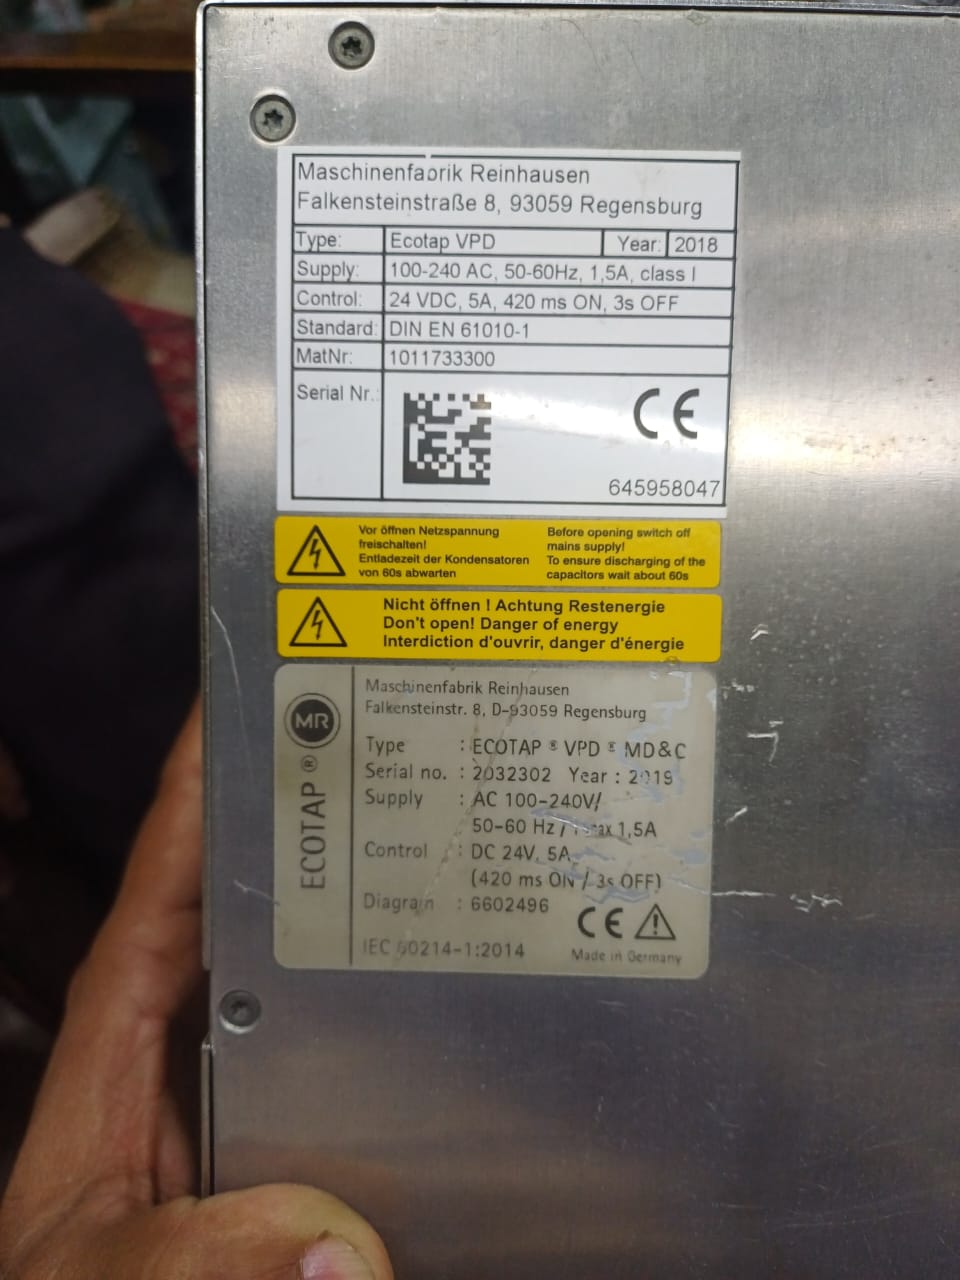 Maschinenfabrik Reinhausen
Falkensteinstraße 8, 93059 Regensburg
Type: Ecotap VPD Year: 2018
Supply: 100-240 AC, 50-60Hz, 1,5A, class I
Control: 24 VDC, 5A, 420 ms ON, 3s OFF
Standard: DIN EN 61010-1
MatNr: 1011733300
Serial Nr.:
CE
645958047
Vor öffnen Netzspannung
freischalten!
Entladezeit der Kondensatoren
von 60s abwarten
Before opening switch off
mains supply!
To ensure discharging of the
capacitors wait about 60s
Nicht öffnen ! Achtung Restenergie
Don't open! Danger of energy
Interdiction d'ouvrir, danger d'énergie
MR
ECOTAP ®
Maschinenfabrik Reinhausen
Falkensteinstr. 8, D-93059 Regensburg
Type : ECOTAP ® VPD ® MD&C
Serial no. : 2032302 Year : 2019
Supply : AC 100-240V/
50-60 Hz / 1,5A
Control : DC 24V, 5A
(420 ms ON / 3s OFF)
Diagram : 6602496
IEC 60214-1:2014
CE
Made in Germany